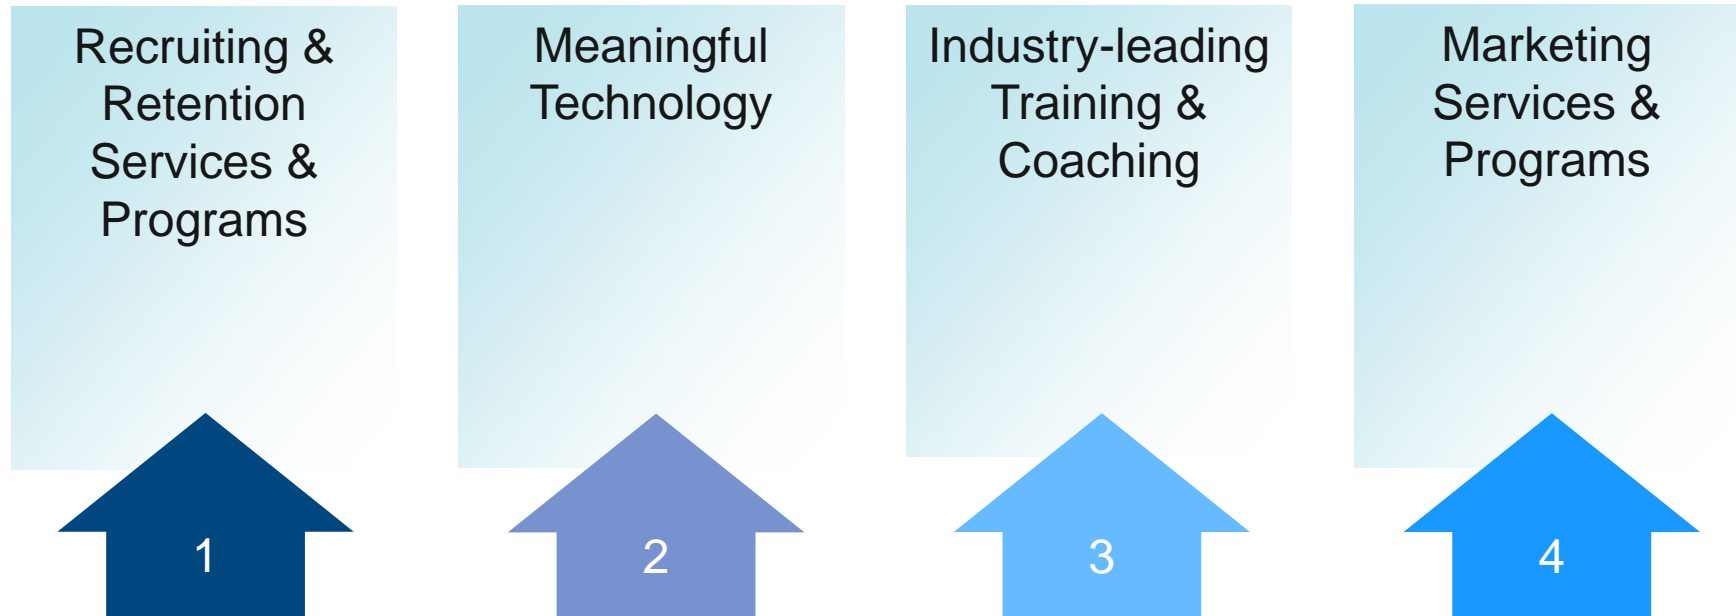 Recruiting &
Retention
Services &
Programs
1
Meaningful
Technology
2
Industry-leading
Training &
Coaching
3
Marketing
Services &
Programs
4